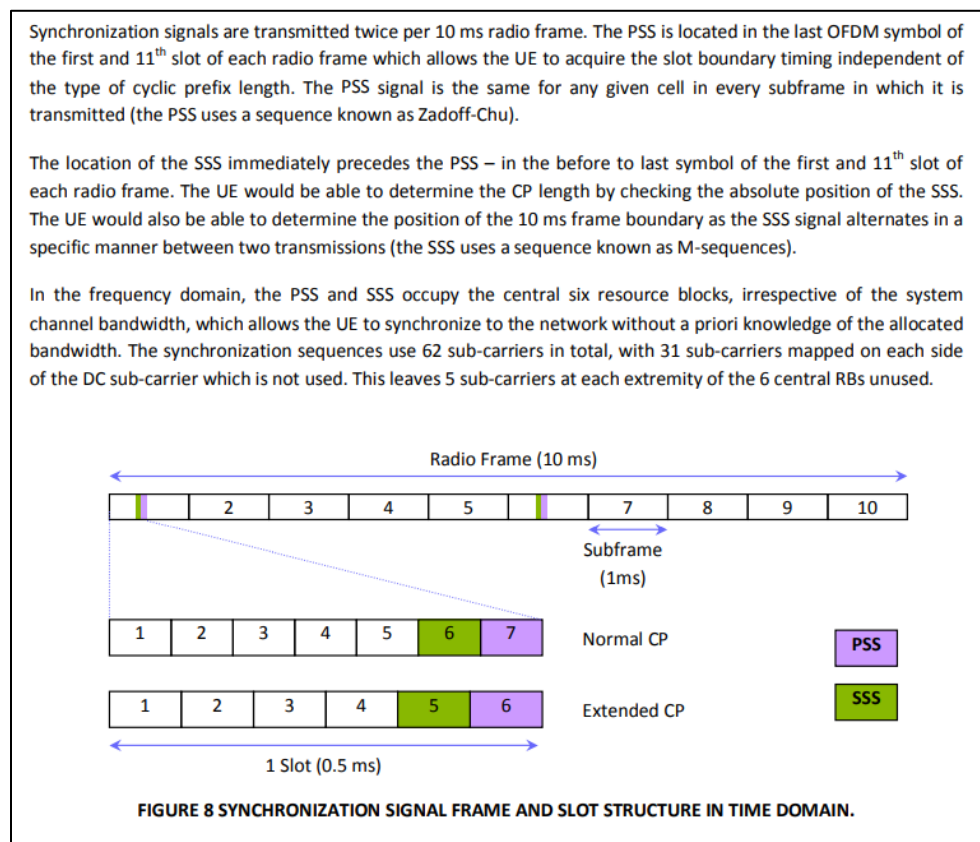 Synchronization signals are transmitted twice per 10 ms radio frame. The PSS is located in the last OFDM symbol of
the first and 11th slot of each radio frame which allows the UE to acquire the slot boundary timing independent of
the type of cyclic prefix length. The PSS signal is the same for any given cell in every subframe in which it is
transmitted (the PSS uses a sequence known as Zadoff-Chu).
The location of the SSS immediately precedes the PSS – in the before to last symbol of the first and 11th slot of
each radio frame. The UE would be able to determine the CP length by checking the absolute position of the SSS.
The UE would also be able to determine the position of the 10 ms frame boundary as the SSS signal alternates in a
specific manner between two transmissions (the SSS uses a sequence known as M-sequences).
In the frequency domain, the PSS and SSS occupy the central six resource blocks, irrespective of the system
channel bandwidth, which allows the UE to synchronize to the network without a priori knowledge of the allocated
bandwidth. The synchronization sequences use 62 sub-carriers in total, with 31 sub-carriers mapped on each side
of the DC sub-carrier which is not used. This leaves 5 sub-carriers at each extremity of the 6 central RBs unused.
Radio Frame (10 ms)
2 3 4 5 7 8 9 10
Subframe
(1ms)
1 2 3 4 5 6 7 Normal CP PSS
1 2 3 4 5 6 Extended CP SSS
1 Slot (0.5 ms)
FIGURE 8 SYNCHRONIZATION SIGNAL FRAME AND SLOT STRUCTURE IN TIME DOMAIN.